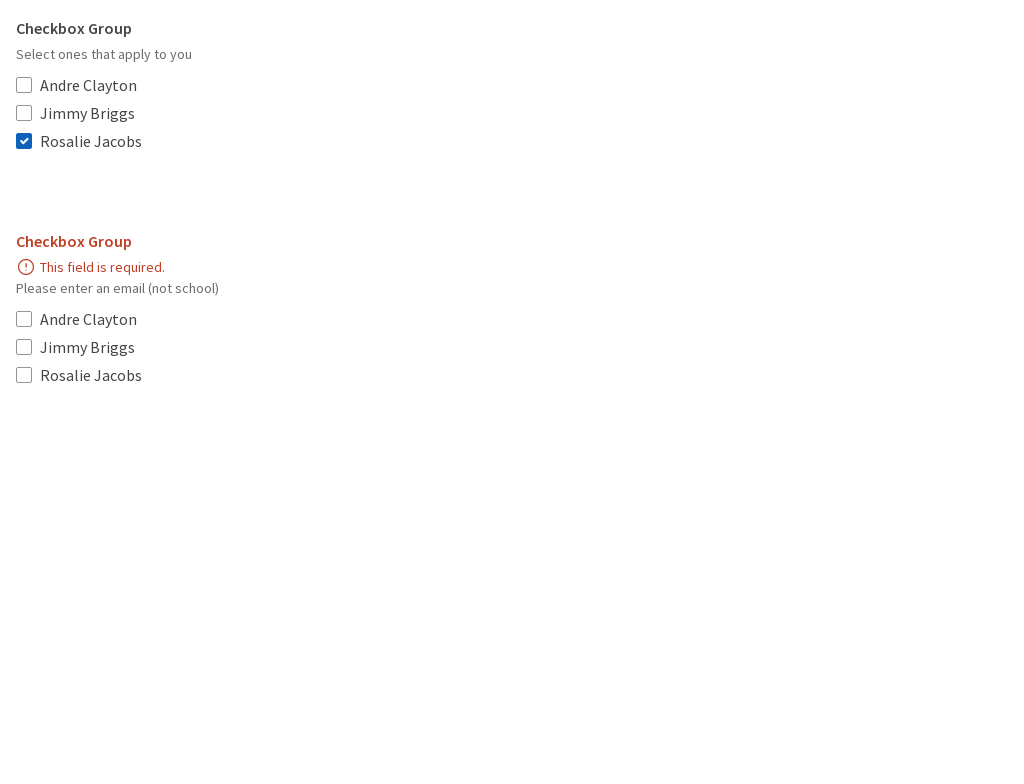 Checkbox Group
Select ones that apply to you
Andre Clayton
Jimmy Briggs
Rosalie Jacobs
Checkbox Group
This field is required.
Please enter an email (not school)
Andre Clayton
Jimmy Briggs
Rosalie Jacobs